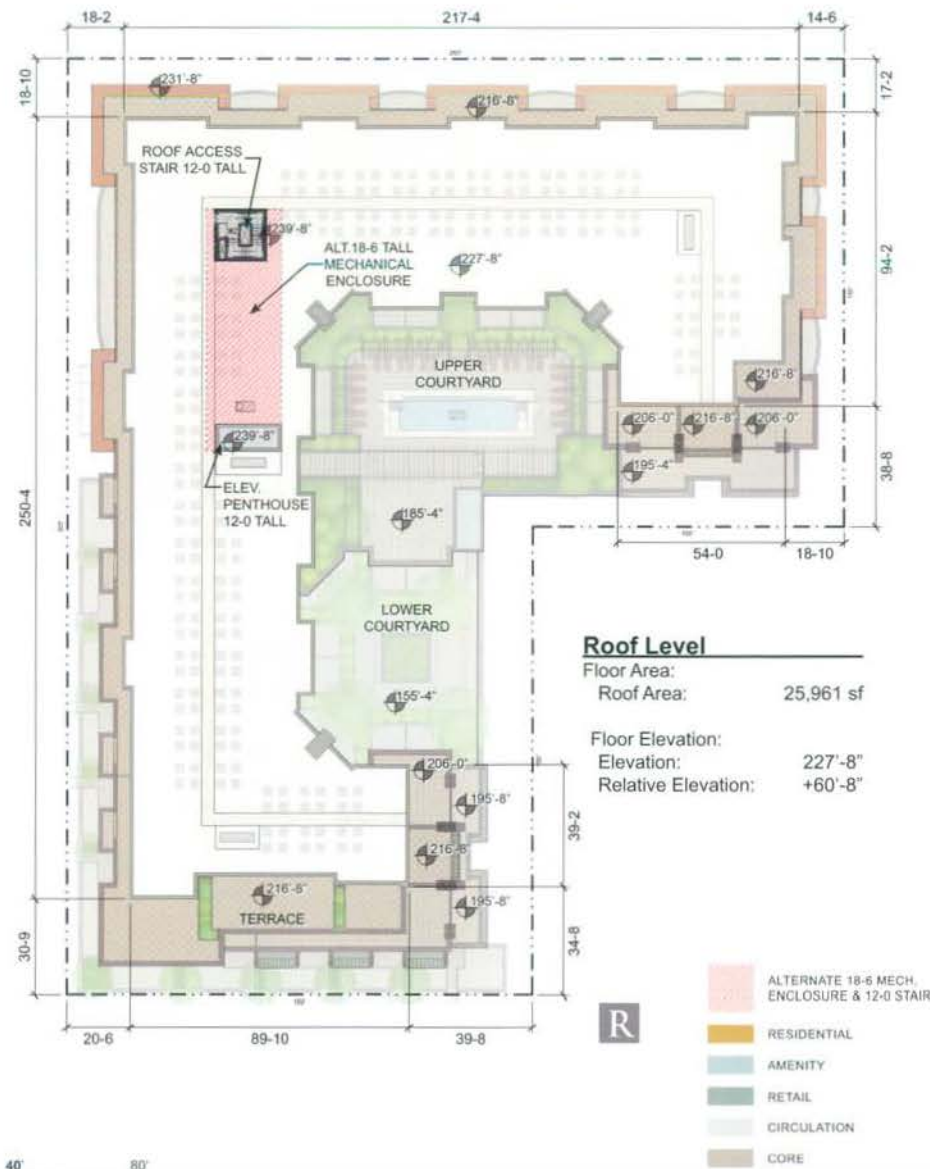 18-2
217-4
14-6
18-10
17-2
231'-8"
216'-8"
ROOF ACCESS
STAIR 12-0 TALL
239'-8"
ALT.18-6 TALL
MECHANICAL
ENCLOSURE
227'-8"
94-2
UPPER
COURTYARD
216'-8"
206'-0"
216'-8"
206'-0"
239'-8"
195'-4"
38-8
ELEV.
PENTHOUSE
12-0 TALL
250-4
185'-4"
54-0
18-10
LOWER
COURTYARD
155'-4"
Roof Level
Floor Area:
Roof Area: 25,961 sf
Floor Elevation:
Elevation: 227'-8"
Relative Elevation: +60'-8"
206'-0"
195'-8"
39-2
216'-8"
216'-8"
TERRACE
195'-8"
30-9
34-8
20-6
89-10
39-8
R
ALTERNATE 18-6 MECH.
ENCLOSURE & 12-0 STAIR
RESIDENTIAL
AMENITY
RETAIL
CIRCULATION
CORE
40'
80'